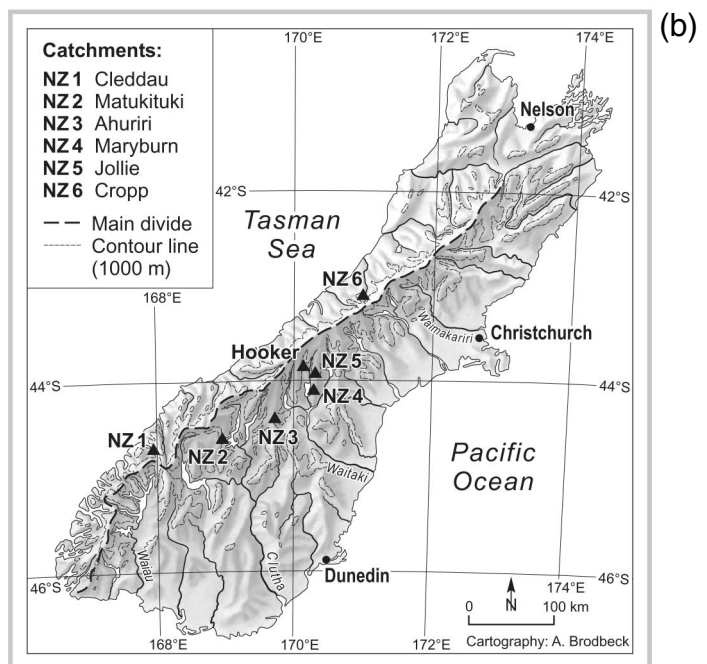 (b)
170°E 172°E 174°E
Catchments:
NZ 1 Cleddau
NZ 2 Matukituki
NZ 3 Ahuriri
NZ 4 Maryburn
NZ 5 Jollie
NZ 6 Cropp
Main divide
Contour line
(1000 m)
Nelson
42°S 42°S
Tasman
Sea
168°E
NZ 6
Waimakariri
Christchurch
Hooker
NZ 5
44°S 44°S
NZ 4
NZ 3
NZ 1
NZ 2
Pacific
Ocean
Waitaki
Waiau
Clutha
Dunedin
46°S 46°S
174°E
N
0 100 km
168°E 170°E 172°E
Cartography: A. Brodbeck